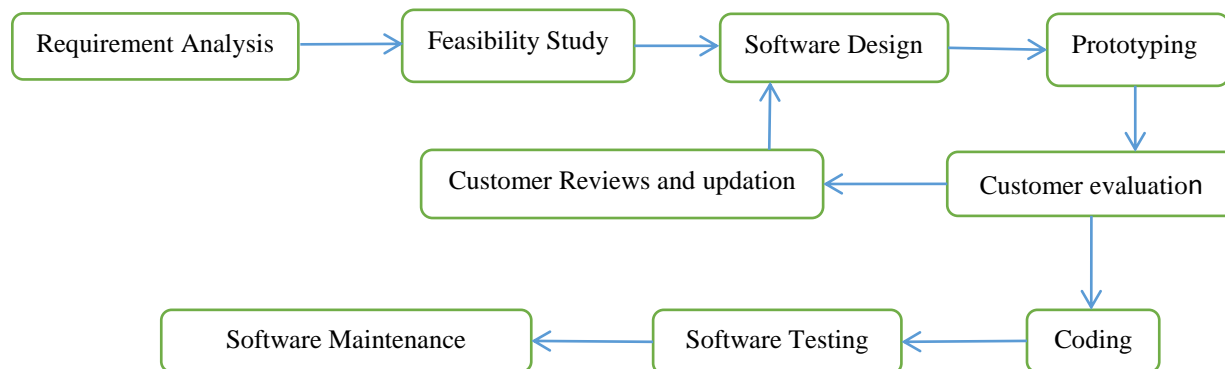 Requirement Analysis
Feasibility Study
Software Design
Prototyping
Customer Reviews and updation
Customer evaluation
Software Maintenance
Software Testing
Coding